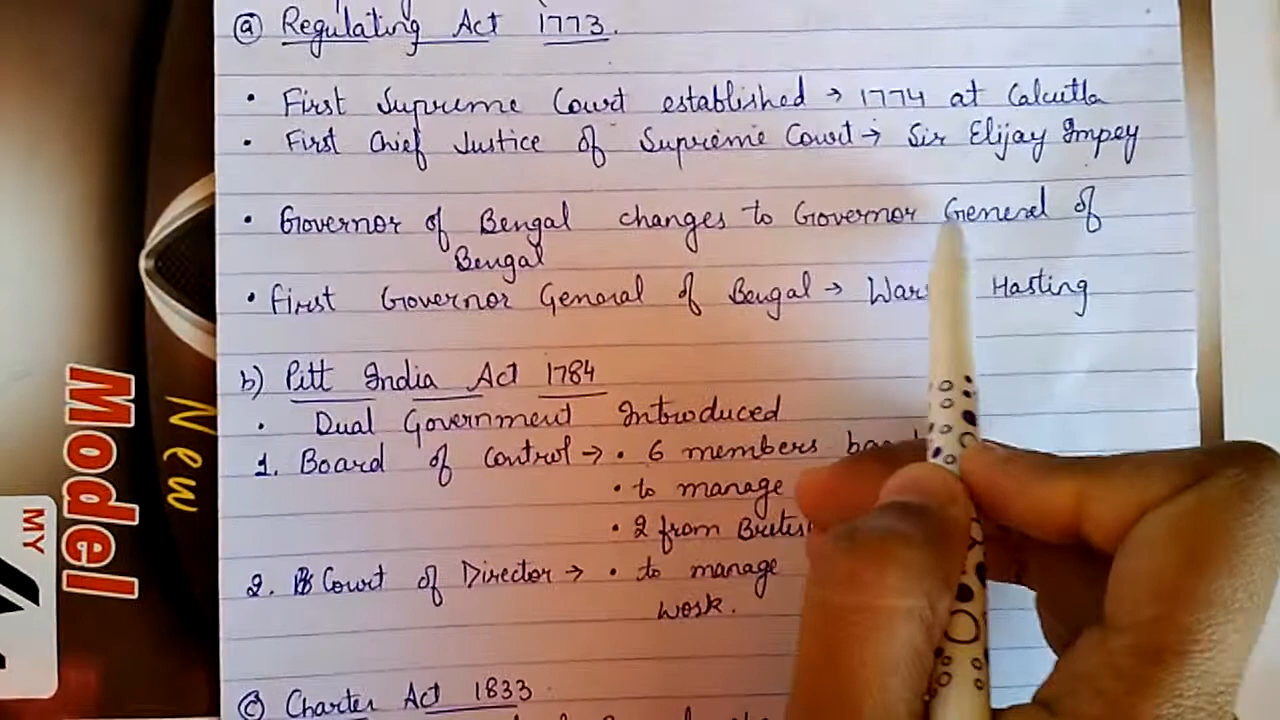 ⓐ Regulating Act 1773.
• First Supreme Court established → 1774 at Calcutta
• First Chief Justice of Supreme Court → Sir Elijay Impey
• Governor of Bengal changes to Governor General of
Bengal
• First Governor General of Bengal → Hasting
b) Pitt India Act 1784
• Dual Government Introduced
1. Board of Control → • 6 members
• to manage
• 2 from
2. Court of Director → • to manage
work.
ⓒ Charter Act 1833
New
Model
MY